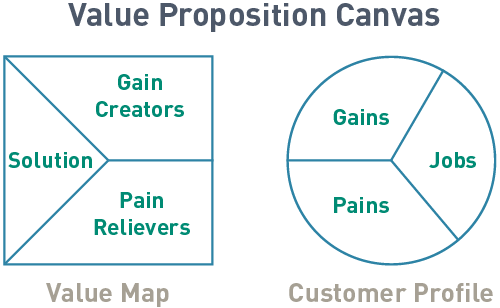 Value Proposition Canvas
Gain
Creators
Solution
Pain
Relievers
Gains
Jobs
Pains
Value Map
Customer Profile